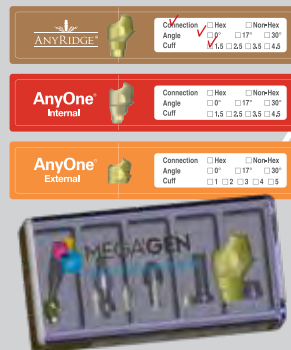 ANYRIDGE®
Connection □ Hex □ Non-Hex
Angle □ 0° □ 17° □ 30°
Cuff □ 1.5 □ 2.5 □ 3.5 □ 4.5
AnyOne®
Internal
Connection □ Hex □ Non-Hex
Angle □ 0° □ 17° □ 30°
Cuff □ 1.5 □ 2.5 □ 3.5 □ 4.5
AnyOne®
External
Connection □ Hex □ Non-Hex
Angle □ 0° □ 17° □ 30°
Cuff □ 1 □ 2 □ 3 □ 4 □ 5
MEGAGEN